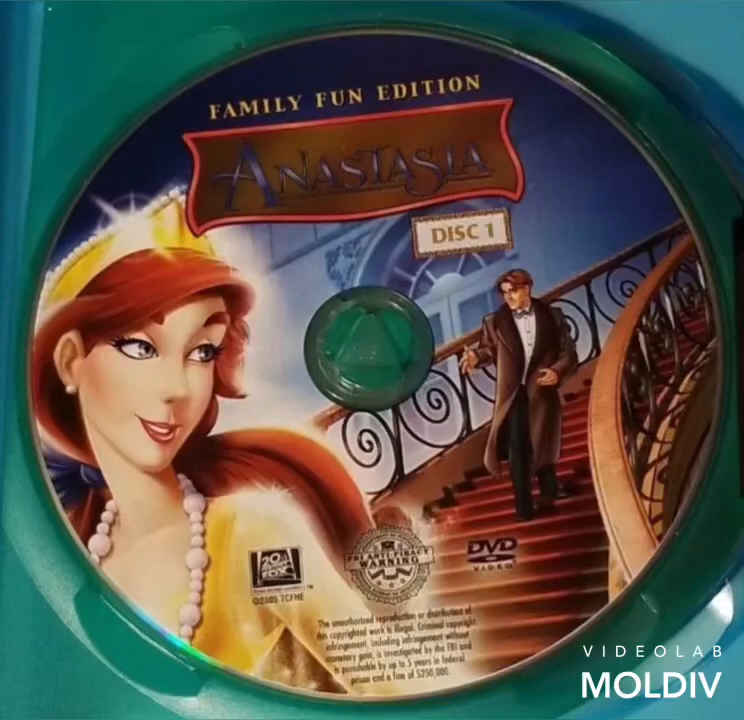 FAMILY FUN EDITION
ANASTASIA
DISC 1
20th
CENTURY
FOX
™
©2005 TCFHE
FBI ANTI-PIRACY
WARNING
DVD
VIDEO
The unauthorized reproduction or distribution of
this copyrighted work is illegal. Criminal copyright
infringement, including infringement without
monetary gain, is investigated by the FBI and
is punishable by up to 5 years in federal
prison and a fine of $250,000.
VIDEOLAB
MOLDIV